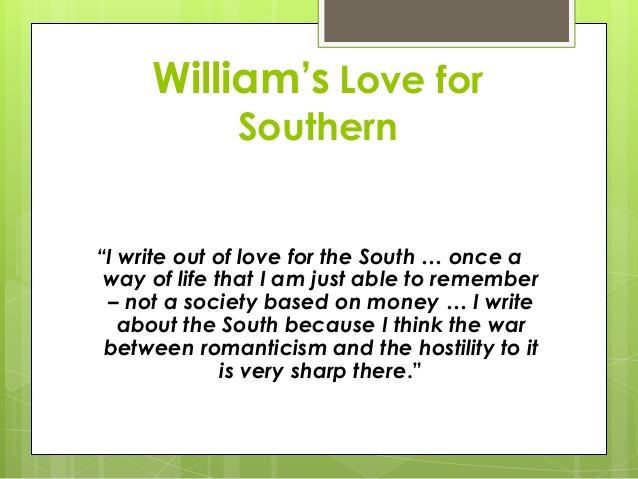 William’s Love for
Southern
“I write out of love for the South … once a
way of life that I am just able to remember
– not a society based on money … I write
about the South because I think the war
between romanticism and the hostility to it
is very sharp there.”